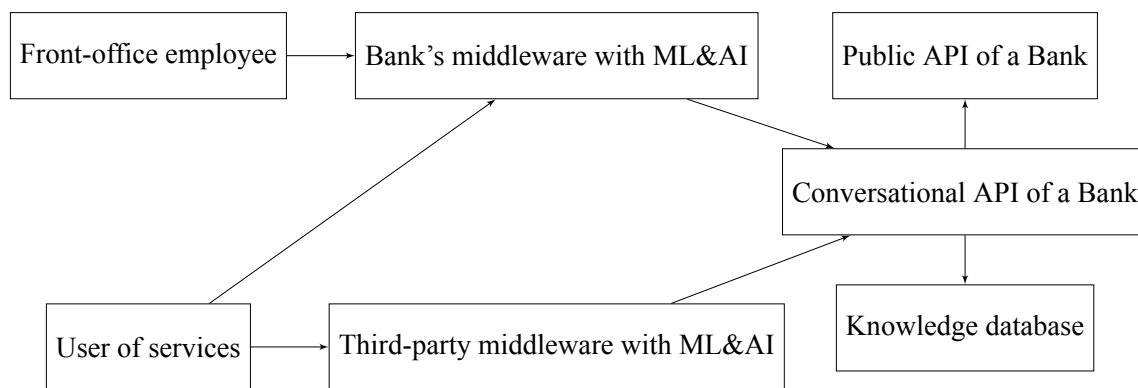 Front-office employee
Bank’s middleware with ML&AI
Public API of a Bank
Conversational API of a Bank
User of services
Third-party middleware with ML&AI
Knowledge database